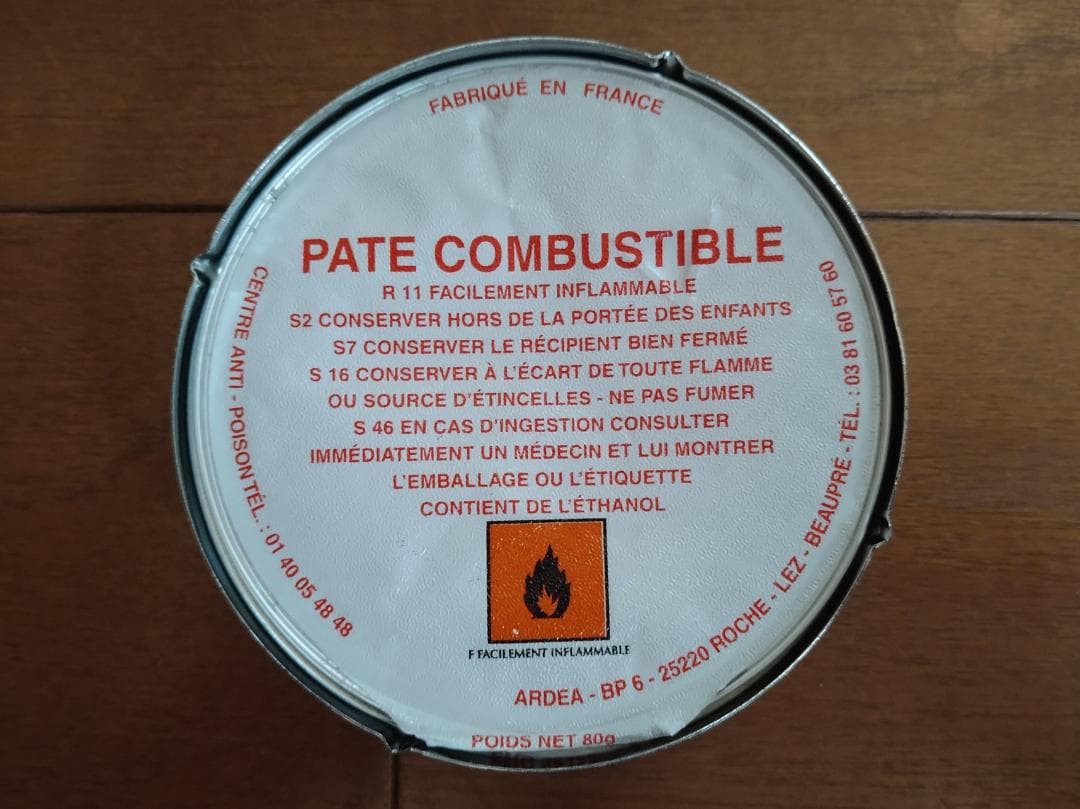 FABRIQUÉ EN FRANCE
PATE COMBUSTIBLE
R 11 FACILEMENT INFLAMMABLE
S2 CONSERVER HORS DE LA PORTÉE DES ENFANTS
S7 CONSERVER LE RÉCIPIENT BIEN FERMÉ
S 16 CONSERVER À L'ÉCART DE TOUTE FLAMME
OU SOURCE D'ÉTINCELLES - NE PAS FUMER
S 46 EN CAS D'INGESTION CONSULTER
IMMÉDIATEMENT UN MÉDECIN ET LUI MONTRER
L'EMBALLAGE OU L'ÉTIQUETTE
CONTIENT DE L'ÉTHANOL
F FACILEMENT INFLAMMABLE
CENTRE ANTI - POISON TÉL. : 01 40 05 48 48
ARDEA - BP 6 - 25220 ROCHE - LEZ - BEAUPRÉ - TÉL. : 03 81 60 57 60
POIDS NET 80g